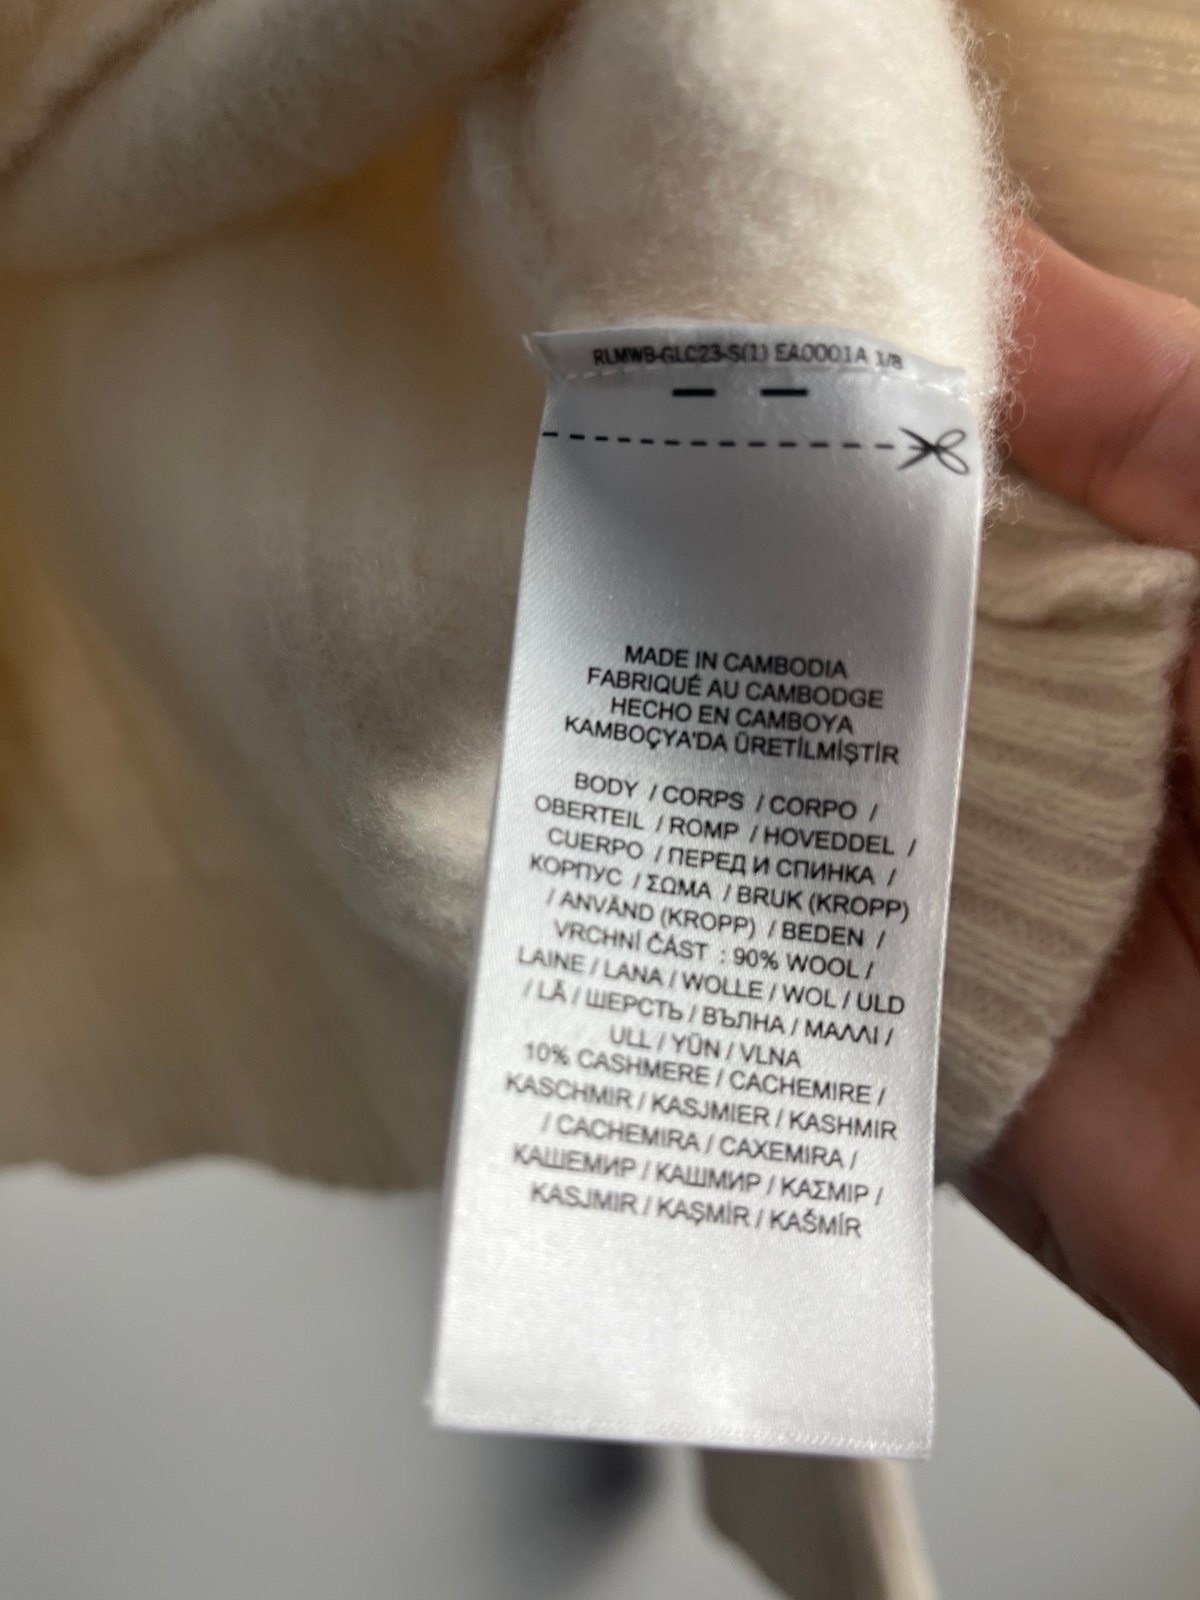 RLMWB-GLC23-S(1) EA0001A 1/8
MADE IN CAMBODIA
FABRIQUÉ AU CAMBODGE
HECHO EN CAMBOYA
KAMBOÇYA'DA ÜRETİLMİŞTİR
BODY / CORPS / CORPO /
OBERTEIL / ROMP / HOVEDDEL /
CUERPO / ПЕРЕД И СПИНКА /
КОРПУС / ΣΩΜΑ / BRUK (KROPP)
/ ANVÄND (KROPP) / BEDEN /
VRCHNÍ ČÁST : 90% WOOL /
LAINE / LANA / WOLLE / WOL / ULD
/ LÃ / ШЕРСТЬ / ВЪЛНА / ΜΑΛΛΙ /
ULL / YÜN / VLNA
10% CASHMERE / CACHEMIRE /
KASCHMIR / KASJMIER / KASHMIR
/ CACHEMIRA / CAXEMIRA /
КАШЕМИР / КАШМИР / ΚΑΣΜΙΡ /
KASJMIR / KAŞMİR / KAŠMÍR